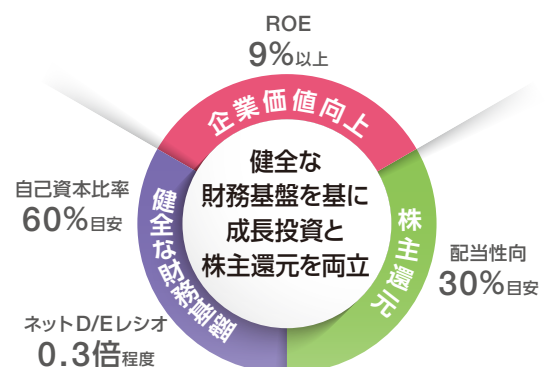 ROE
9%以上
企業価値向上
健全な
財務基盤を基に
成長投資と
株主還元を両立
自己資本比率
60%目安
健全な財務基盤
ネットD/Eレシオ
0.3倍程度
株主還元
配当性向
30%目安